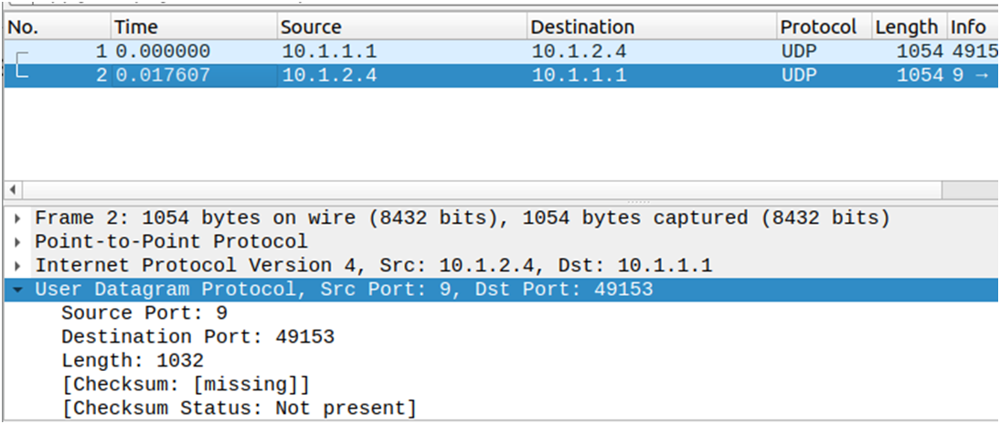 No. Time Source Destination Protocol Length Info
1 0.000000 10.1.1.1 10.1.2.4 UDP 1054 4915
2 0.017607 10.1.2.4 10.1.1.1 UDP 1054 9 →
Frame 2: 1054 bytes on wire (8432 bits), 1054 bytes captured (8432 bits)
Point-to-Point Protocol
Internet Protocol Version 4, Src: 10.1.2.4, Dst: 10.1.1.1
User Datagram Protocol, Src Port: 9, Dst Port: 49153
Source Port: 9
Destination Port: 49153
Length: 1032
[Checksum: [missing]]
[Checksum Status: Not present]